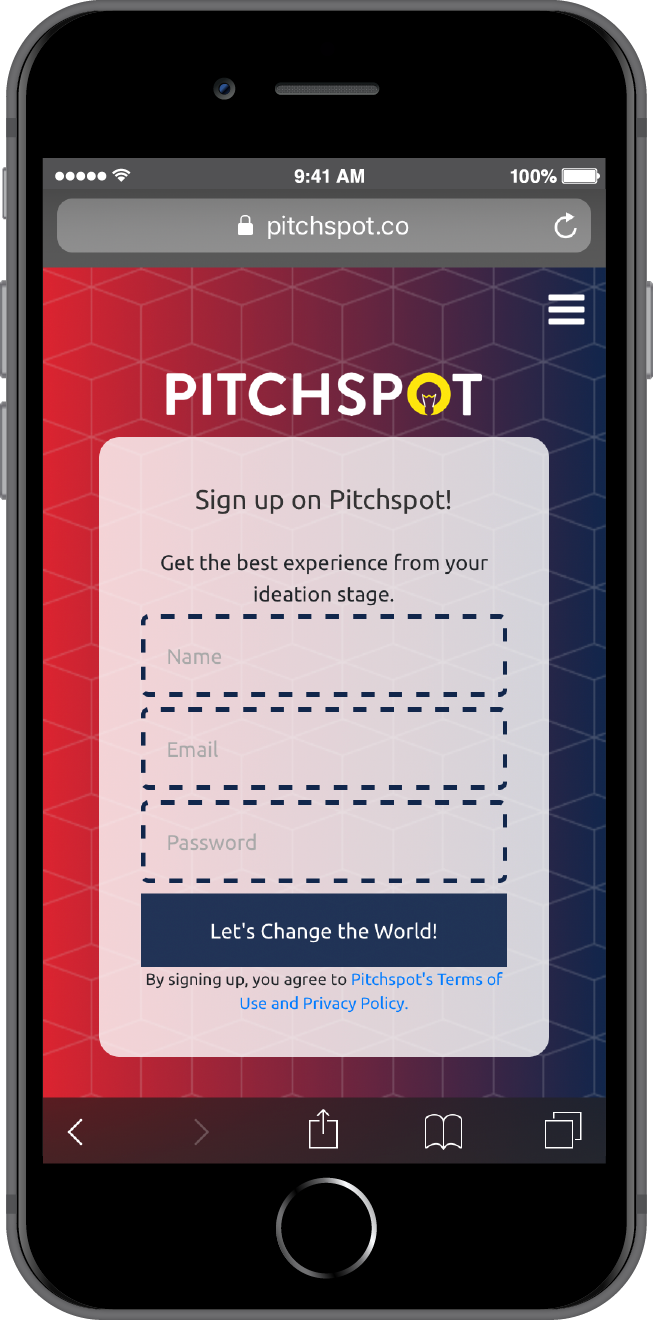 9:41 AM 100%
pitchspot.co
PITCHSPOT
Sign up on Pitchspot!
Get the best experience from your
ideation stage.
Name
Email
Password
Let's Change the World!
By signing up, you agree to Pitchspot's Terms of
Use and Privacy Policy.